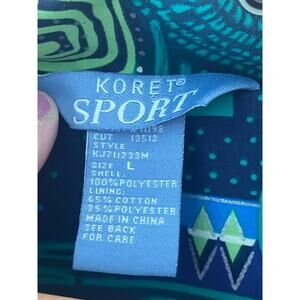 KORET®
SPORT
CUT 13512
STYLE
KJ711233M
SIZE L
SHELL:
100% POLYESTER
LINING:
65% COTTON
35% POLYESTER
MADE IN CHINA
SEE BACK
FOR CARE